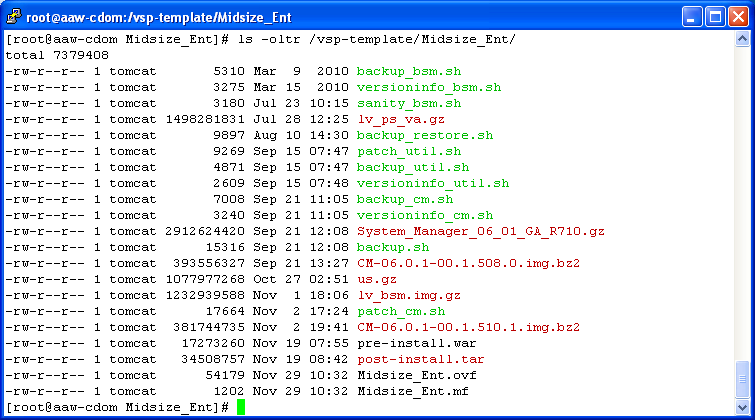 root@aaw-cdom:/vsp-template/Midsize_Ent
[root@aaw-cdom Midsize_Ent]# ls -oltr /vsp-template/Midsize_Ent/
total 7379408
-rw-r--r-- 1 tomcat       5310 Mar  9  2010 backup_bsm.sh
-rw-r--r-- 1 tomcat       3275 Mar 15  2010 versioninfo_bsm.sh
-rw-r--r-- 1 tomcat       3180 Jul 23 10:15 sanity_bsm.sh
-rw-r--r-- 1 tomcat 1498281831 Jul 28 12:25 lv_ps_va.gz
-rw-r--r-- 1 tomcat       9897 Aug 10 14:30 backup_restore.sh
-rw-r--r-- 1 tomcat       9269 Sep 15 07:47 patch_util.sh
-rw-r--r-- 1 tomcat       4871 Sep 15 07:47 backup_util.sh
-rw-r--r-- 1 tomcat       2609 Sep 15 07:48 versioninfo_util.sh
-rw-r--r-- 1 tomcat       7008 Sep 21 11:05 backup_cm.sh
-rw-r--r-- 1 tomcat       3240 Sep 21 11:05 versioninfo_cm.sh
-rw-r--r-- 1 tomcat 2912624420 Sep 21 12:08 System_Manager_06_01_GA_R710.gz
-rw-r--r-- 1 tomcat      15316 Sep 21 12:08 backup.sh
-rw-r--r-- 1 tomcat  393556327 Sep 21 13:27 CM-06.0.1-00.1.508.0.img.bz2
-rw-r--r-- 1 tomcat 1077977268 Oct 27 02:51 us.gz
-rw-r--r-- 1 tomcat 1232939588 Nov  1 18:06 lv_bsm.img.gz
-rw-r--r-- 1 tomcat      17664 Nov  2 17:24 patch_cm.sh
-rw-r--r-- 1 tomcat  381744735 Nov  2 19:41 CM-06.0.1-00.1.510.1.img.bz2
-rw-r--r-- 1 tomcat   17273260 Nov 19 07:55 pre-install.war
-rw-r--r-- 1 tomcat   34508757 Nov 19 08:42 post-install.tar
-rw-r--r-- 1 tomcat      54179 Nov 29 10:32 Midsize_Ent.ovf
-rw-r--r-- 1 tomcat       1202 Nov 29 10:32 Midsize_Ent.mf
[root@aaw-cdom Midsize_Ent]#